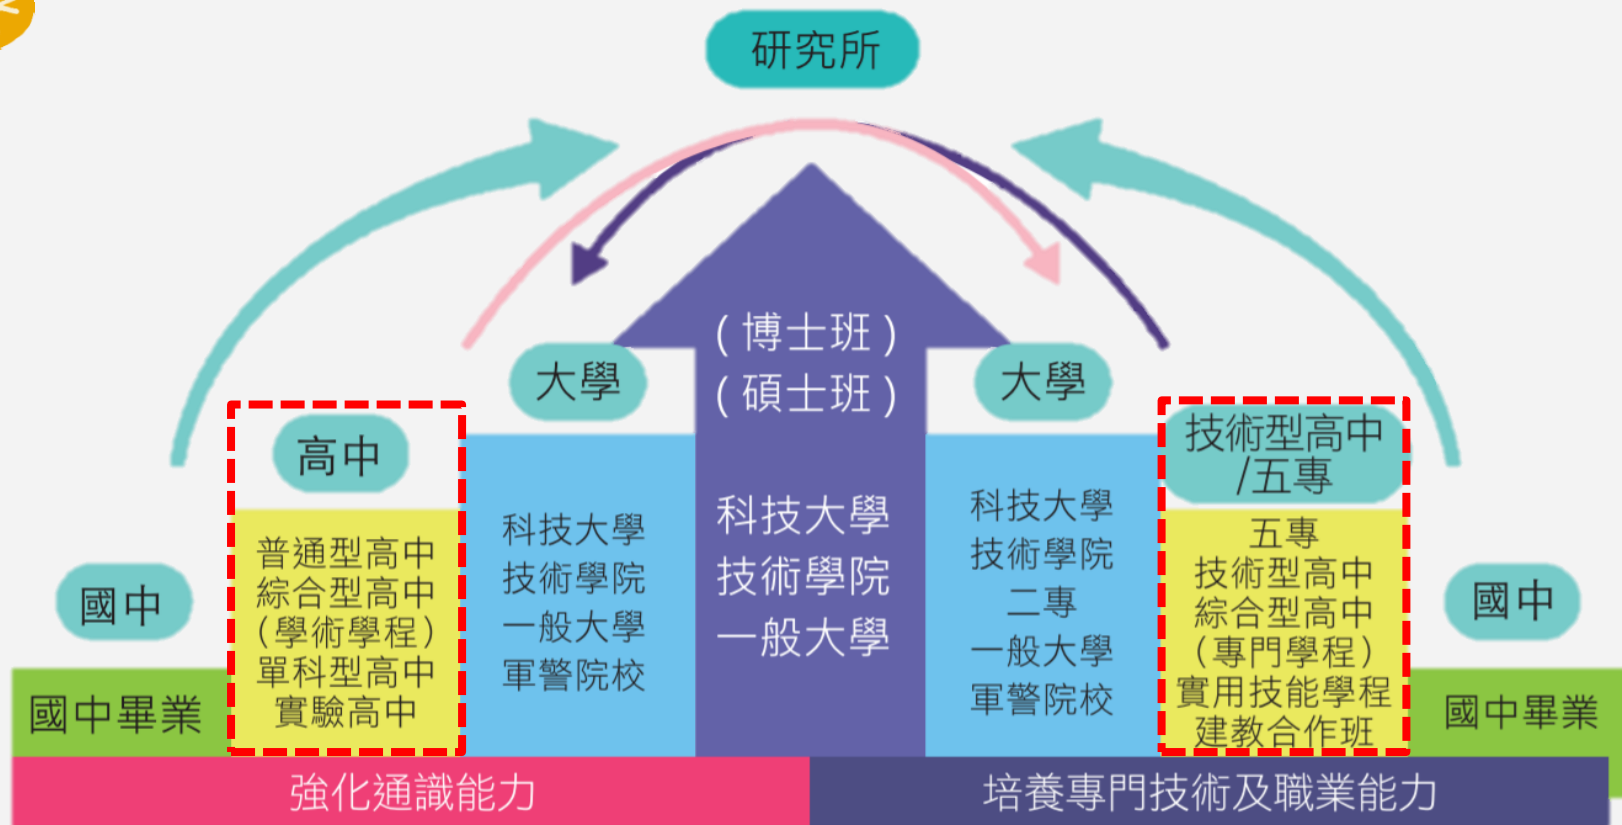 研究所
(博士班)
(碩士班)
科技大學
技術學院
一般大學
國中
國中畢業
高中
普通型高中
綜合型高中
(學術學程)
單科型高中
實驗高中
大學
科技大學
技術學院
一般大學
軍警院校
大學
科技大學
技術學院
二專
一般大學
軍警院校
技術型高中
/五專
五專
技術型高中
綜合型高中
(專門學程)
實用技能學程
建教合作班
國中
國中畢業
強化通識能力
培養專門技術及職業能力